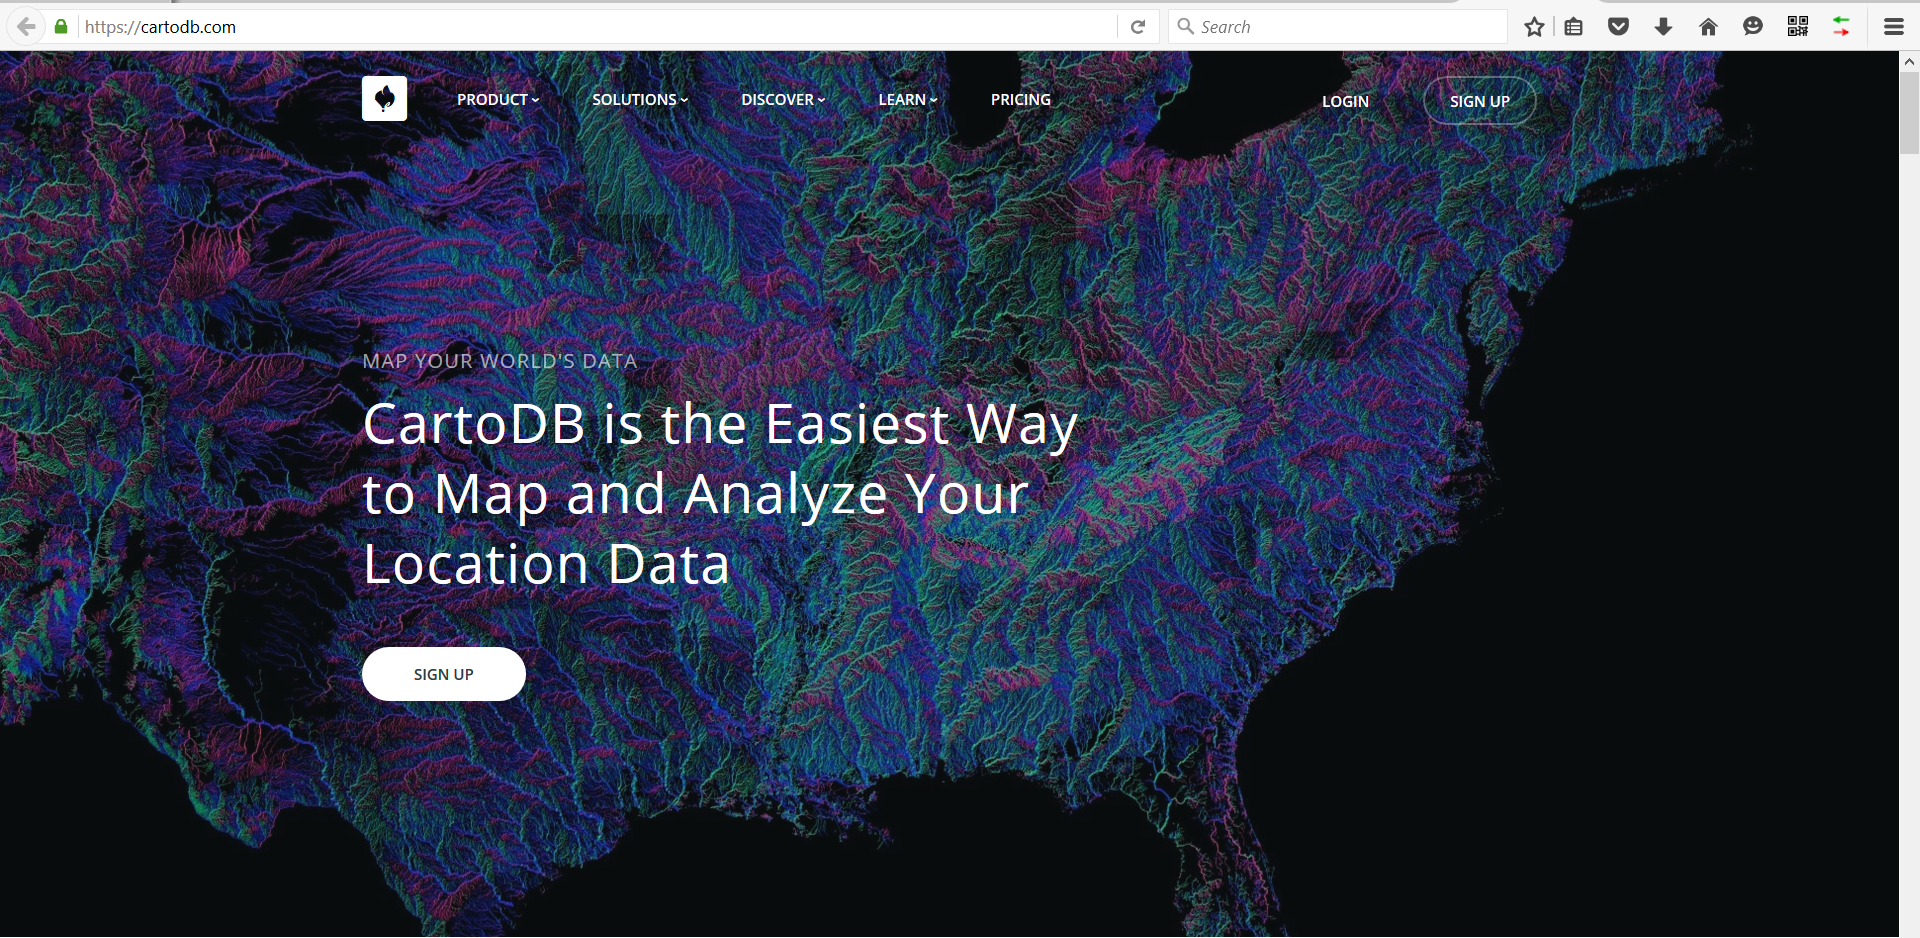 https://cartodb.com
Search
PRODUCT
SOLUTIONS
DISCOVER
LEARN
PRICING
LOGIN
SIGN UP
MAP YOUR WORLD'S DATA
CartoDB is the Easiest Way
to Map and Analyze Your
Location Data
SIGN UP